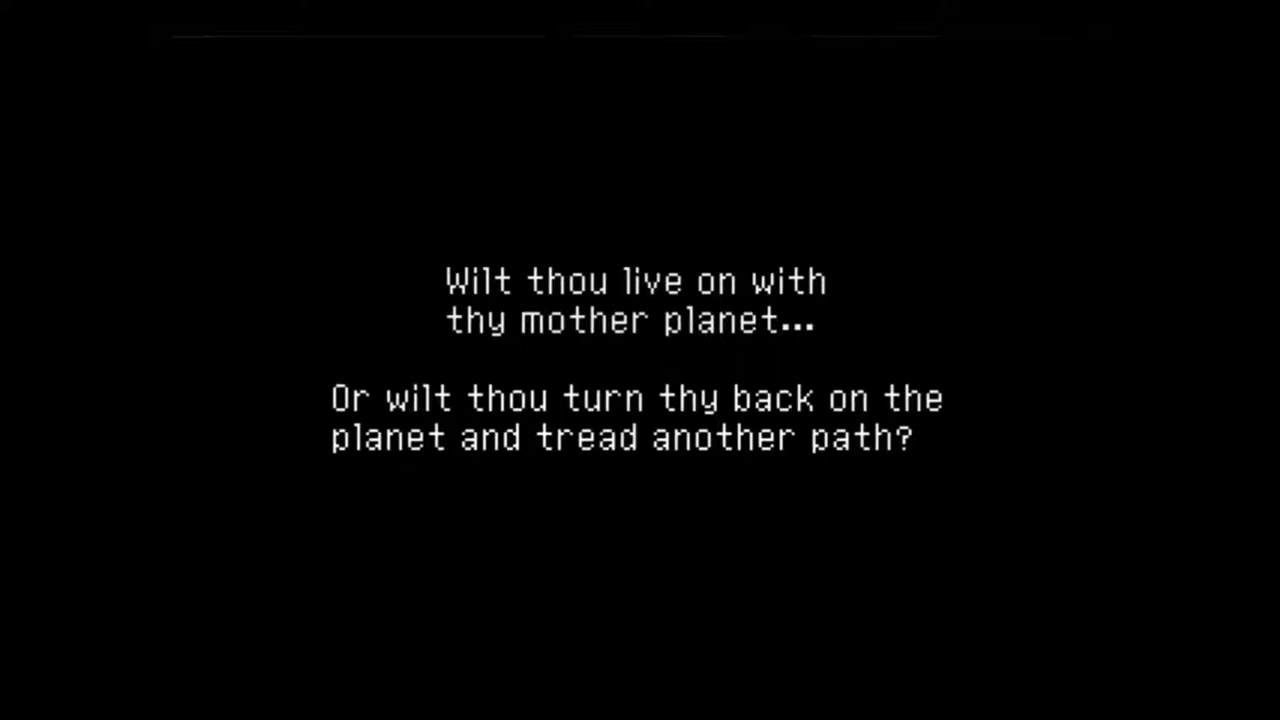 Wilt thou live on with
thy mother planet...
Or wilt thou turn thy back on the
planet and tread another path?